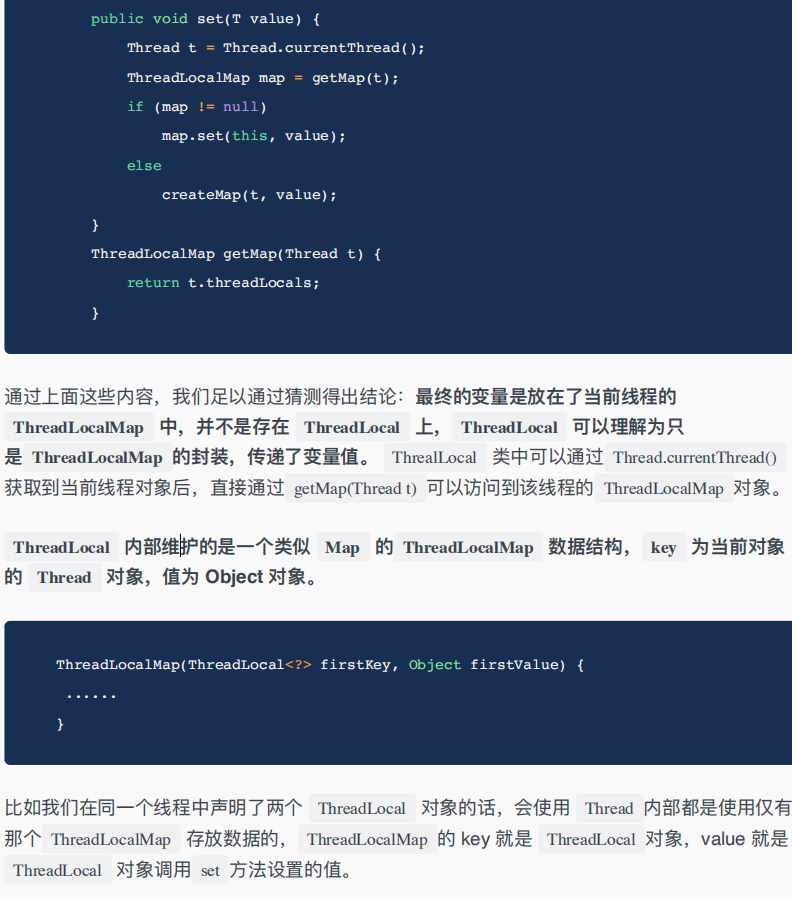 public void set(T value) {
Thread t = Thread.currentThread();
ThreadLocalMap map = getMap(t);
if (map != null)
map.set(this, value);
else
createMap(t, value);
}
ThreadLocalMap getMap(Thread t) {
return t.threadLocals;
}
通过上面这些内容，我们足以通过猜测得出结论：最终的变量是放在了当前线程的
ThreadLocalMap 中，并不是存在 ThreadLocal 上， ThreadLocal 可以理解为只
是 ThreadLocalMap 的封装，传递了变量值。 ThrealLocal 类中可以通过 Thread.currentThread()
获取到当前线程对象后，直接通过 getMap(Thread t) 可以访问到该线程的 ThreadLocalMap 对象。
ThreadLocal 内部维护的是一个类似 Map 的 ThreadLocalMap 数据结构， key 为当前对象
的 Thread 对象，值为 Object 对象。
ThreadLocalMap(ThreadLocal<?> firstKey, Object firstValue) {
......
}
比如我们在同一个线程中声明了两个 ThreadLocal 对象的话，会使用 Thread 内部都是使用仅有
那个 ThreadLocalMap 存放数据的， ThreadLocalMap 的 key 就是 ThreadLocal 对象，value 就是
ThreadLocal 对象调用 set 方法设置的值。